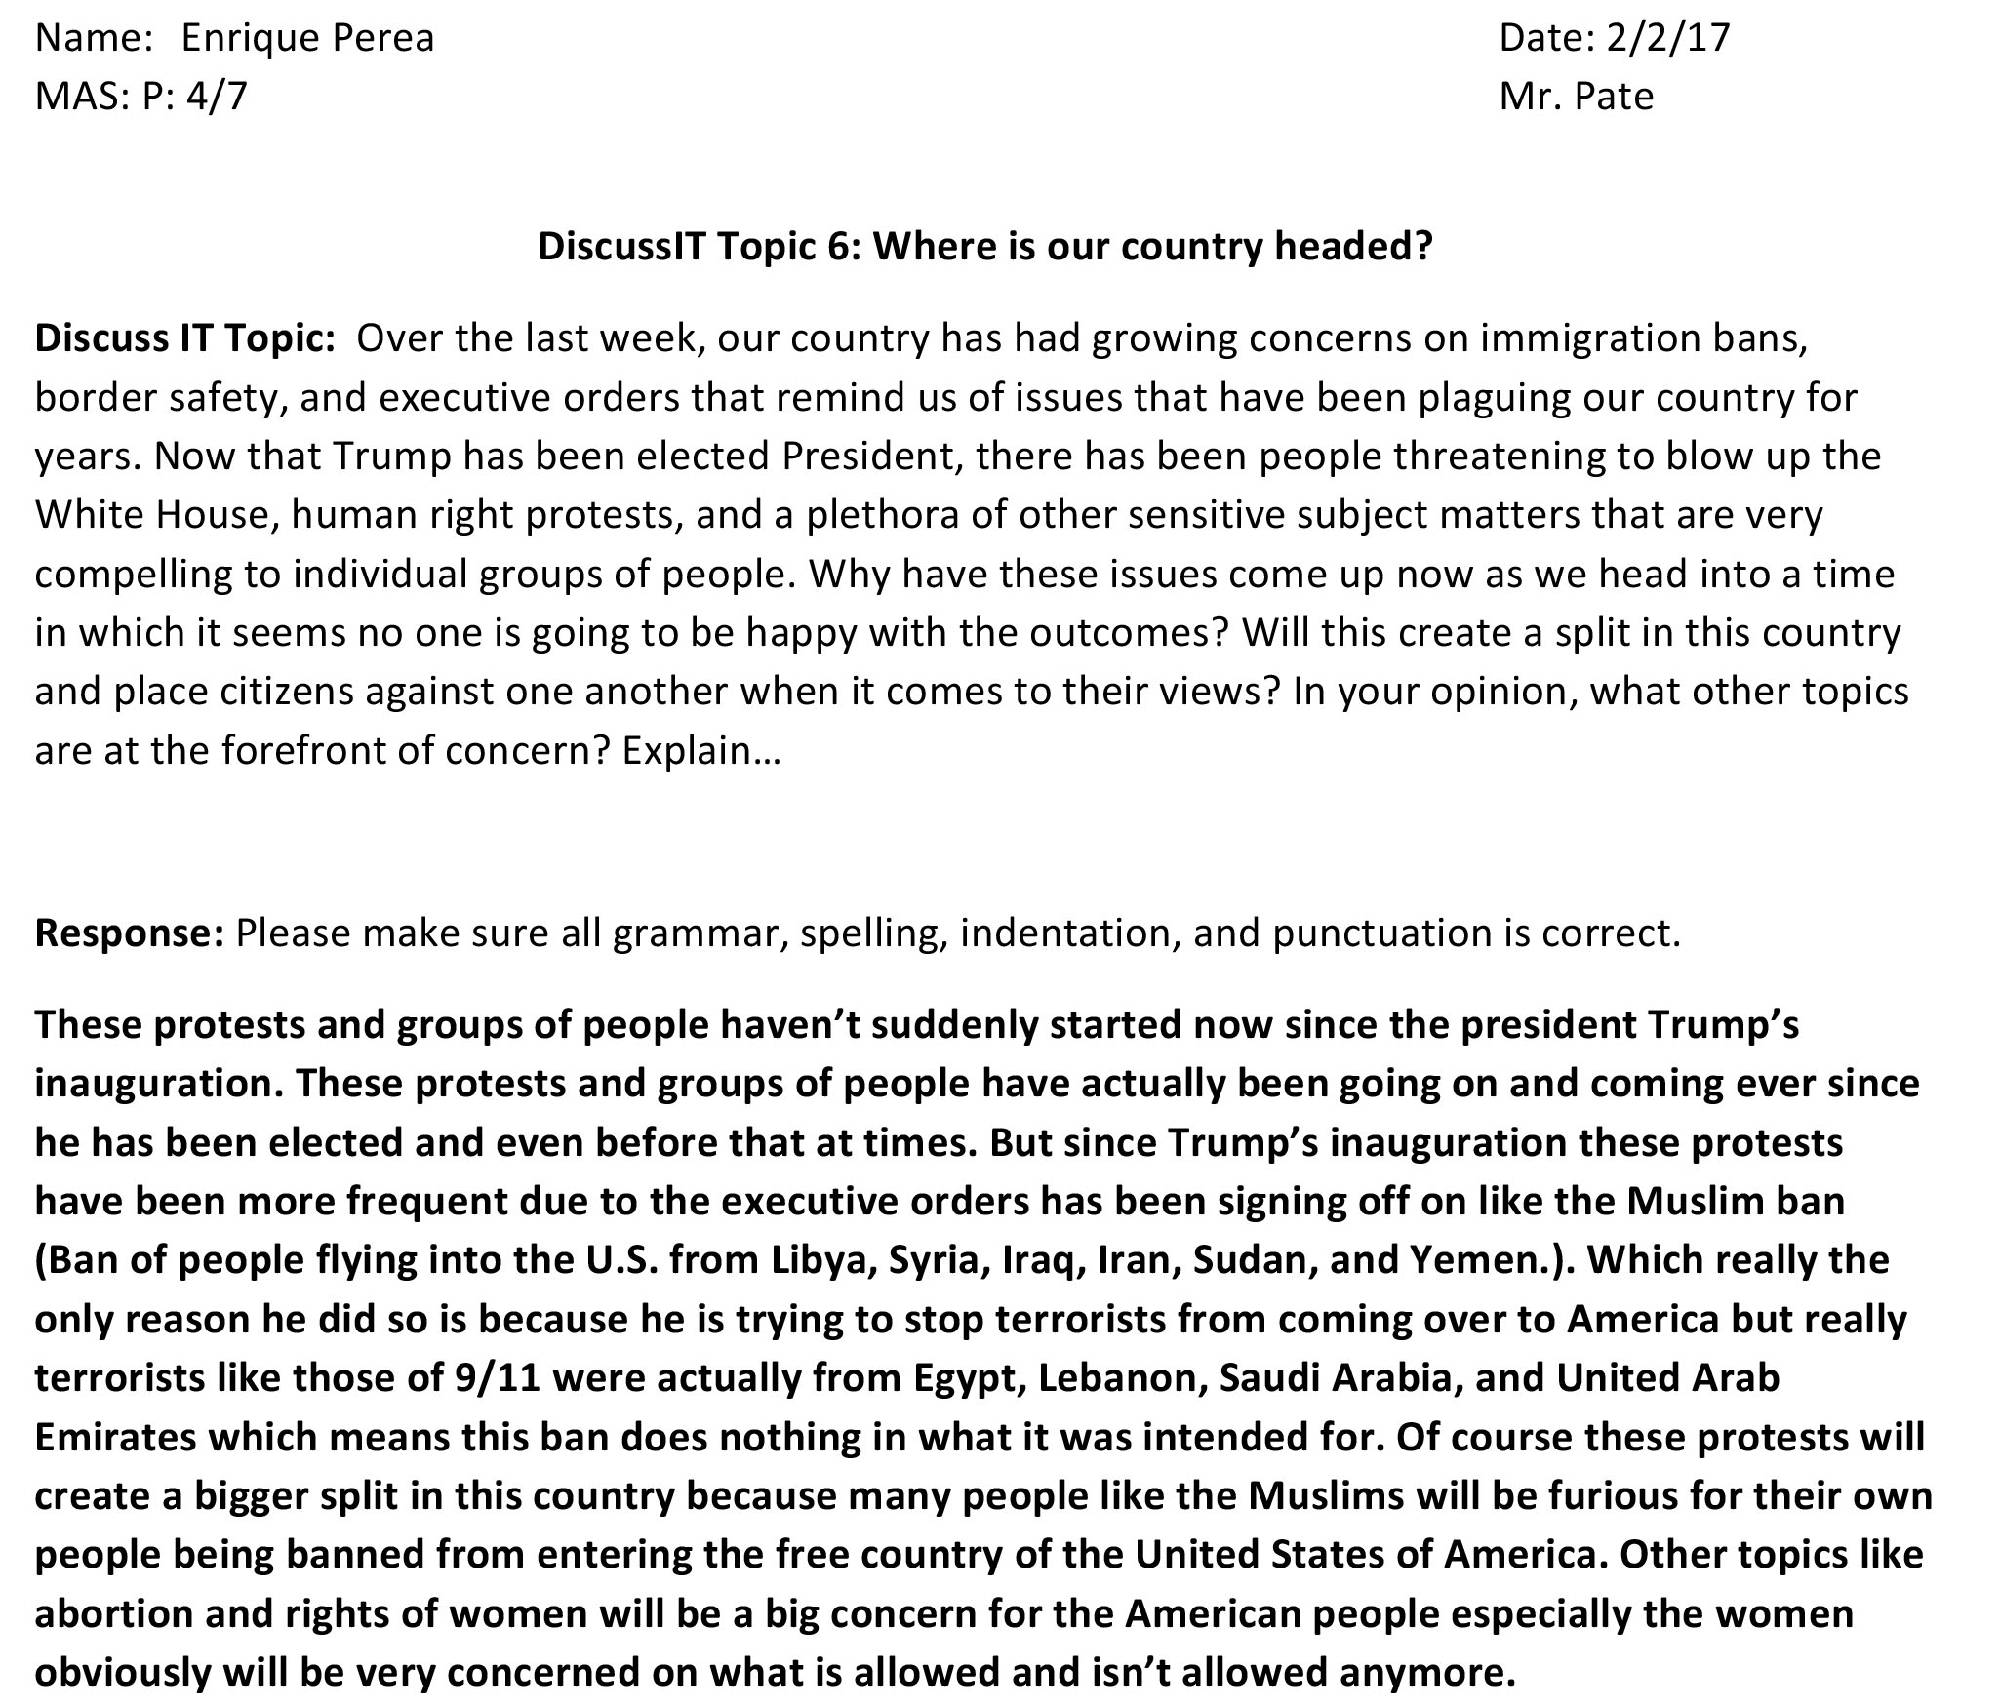 Name: Enrique Perea Date: 2/2/17
MAS: P: 4/7 Mr. Pate
DiscussIT Topic 6: Where is our country headed?
Discuss IT Topic: Over the last week, our country has had growing concerns on immigration bans,
border safety, and executive orders that remind us of issues that have been plaguing our country for
years. Now that Trump has been elected President, there has been people threatening to blow up the
White House, human right protests, and a plethora of other sensitive subject matters that are very
compelling to individual groups of people. Why have these issues come up now as we head into a time
in which it seems no one is going to be happy with the outcomes? Will this create a split in this country
and place citizens against one another when it comes to their views? In your opinion, what other topics
are at the forefront of concern? Explain…
Response: Please make sure all grammar, spelling, indentation, and punctuation is correct.
These protests and groups of people haven’t suddenly started now since the president Trump’s
inauguration. These protests and groups of people have actually been going on and coming ever since
he has been elected and even before that at times. But since Trump’s inauguration these protests
have been more frequent due to the executive orders has been signing off on like the Muslim ban
(Ban of people flying into the U.S. from Libya, Syria, Iraq, Iran, Sudan, and Yemen.). Which really the
only reason he did so is because he is trying to stop terrorists from coming over to America but really
terrorists like those of 9/11 were actually from Egypt, Lebanon, Saudi Arabia, and United Arab
Emirates which means this ban does nothing in what it was intended for. Of course these protests will
create a bigger split in this country because many people like the Muslims will be furious for their own
people being banned from entering the free country of the United States of America. Other topics like
abortion and rights of women will be a big concern for the American people especially the women
obviously will be very concerned on what is allowed and isn’t allowed anymore.